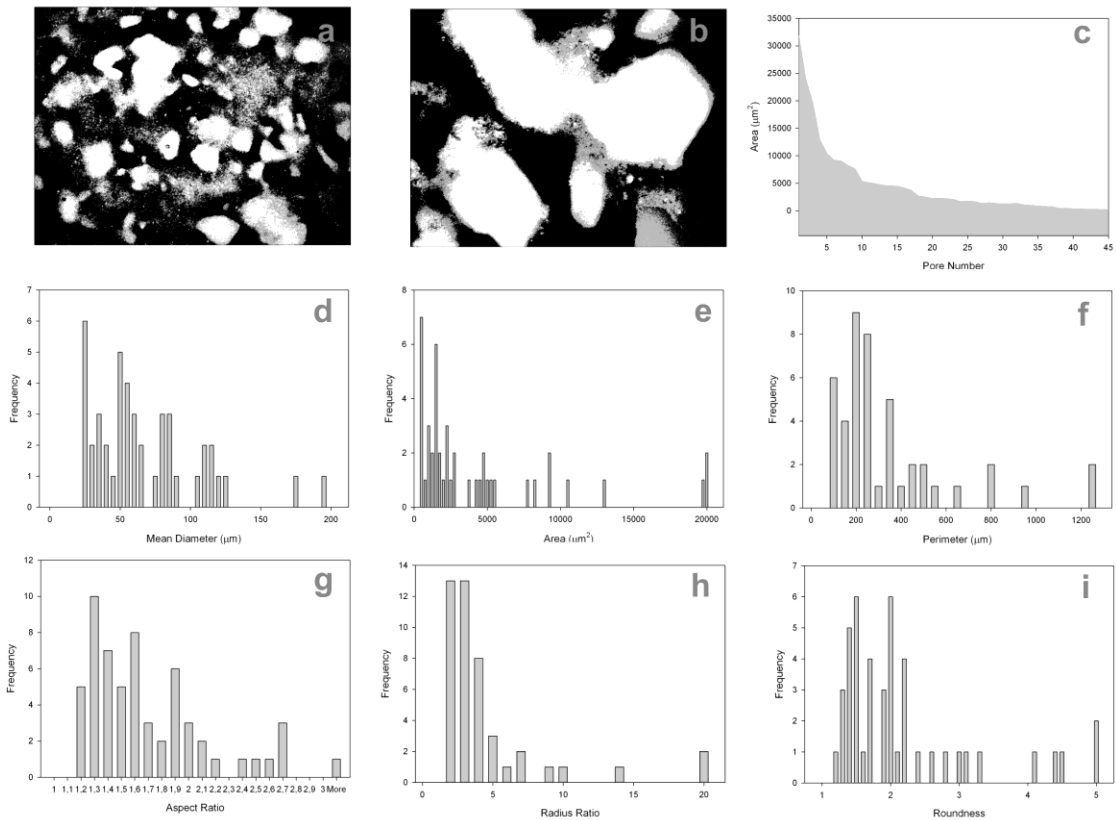 a
b
c
35000
30000
25000
20000
15000
10000
5000
0
Area (μm²)
5 10 15 20 25 30 35 40 45
Pore Number
d
7
6
5
4
3
2
1
0
Frequency
0 50 100 150 200
Mean Diameter (μm)
e
8
6
4
2
0
Frequency
0 5000 10000 15000 20000
Area (μm²)
f
10
8
6
4
2
0
Frequency
0 200 400 600 800 1000 1200
Perimeter (μm)
g
12
10
8
6
4
2
0
Frequency
1 1,1 1,2 1,3 1,4 1,5 1,6 1,7 1,8 1,9 2 2,1 2,2 2,3 2,4 2,5 2,6 2,7 2,8 2,9 3 More
Aspect Ratio
h
14
12
10
8
6
4
2
0
Frequency
0 5 10 15 20
Radius Ratio
i
7
6
5
4
3
2
1
0
Frequency
1 2 3 4 5
Roundness